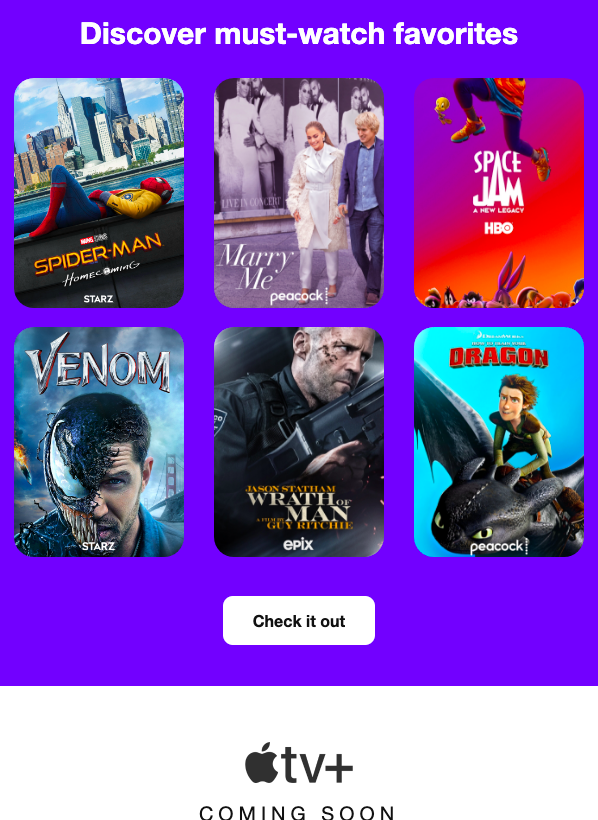 Discover must-watch favorites
MARVEL STUDIOS
SPIDER-MAN
HOMECOMING
STARZ
LIVE IN CONCERT
Marry
Me
peacock
SPACE
JAM
A NEW LEGACY
HBO
VENOM
STARZ
JASON STATHAM
WRATH OF
MAN
A FILM BY
GUY RITCHIE
EPIX
DRAGON
peacock
Check it out
tv+
COMING SOON